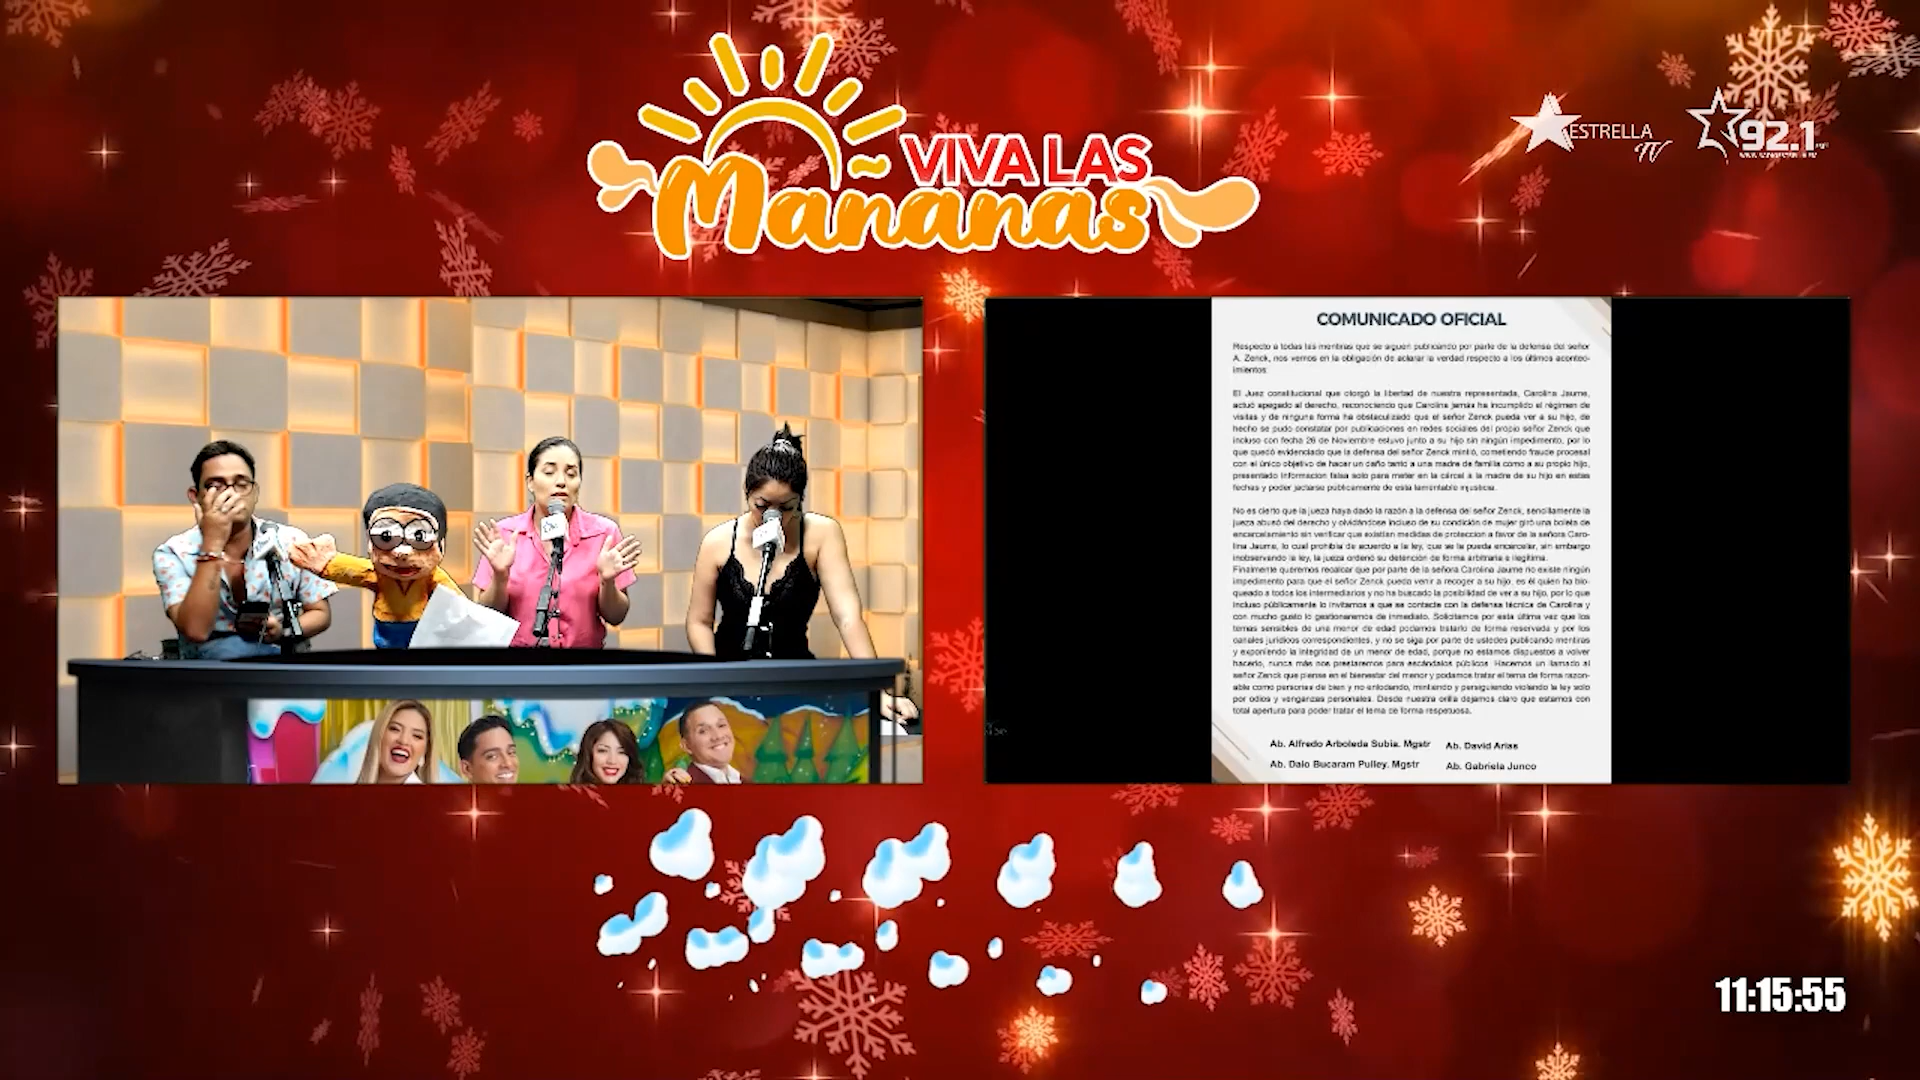 VIVA LAS
Mañanas
ESTRELLA
TV
92.1
COMUNICADO OFICIAL
Respecto a todas las mentiras que se siguen publicando por parte de la defensa del señor
A. Zenck, nos vemos en la obligación de aclarar la verdad respecto a los últimos acontec-
imientos:
El Juez constitucional que otorgó la libertad de nuestra representada, Carolina Jaume,
actuó apegado al derecho, reconociendo que Carolina jamás ha incumplido el régimen de
visitas y de ninguna forma ha obstaculizado que el señor Zenck pueda ver a su hijo, de
hecho se pudo constatar por publicaciones en redes sociales del propio señor Zenck que
incluso con fecha 26 de Noviembre estuvo junto a su hijo sin ningún impedimento, por lo
que quedó evidenciado que la defensa del señor Zenck mintió, cometiendo fraude procesal
con el único objetivo de hacer un daño tanto a una madre de familia como a su propio hijo,
presentado información falsa solo para meter en la cárcel a la madre de su hijo en estas
fechas y poder jactarse públicamente de esta lamentable injusticia.
No es cierto que la jueza haya dado la razón a la defensa del señor Zenck, sencillamente la
jueza abusó del derecho y olvidándose incluso de su condición de mujer giró una boleta de
encarcelamiento sin verificar que existían medidas de protección a favor de la señora Caro-
lina Jaume, lo cual prohibía de acuerdo a la ley, que se la pueda encarcelar, sin embargo
inobservando la ley, la jueza ordenó su detención de forma arbitraria e ilegítima.
Finalmente queremos recalcar que por parte de la señora Carolina Jaume no existe ningún
impedimento para que el señor Zenck pueda venir a recoger a su hijo, es él quien ha blo-
queado a todos los intermediarios y no ha buscado la posibilidad de ver a su hijo, por lo que
incluso públicamente lo invitamos a que se contacte con la defensa técnica de Carolina y
con mucho gusto lo gestionaremos de inmediato. Solicitamos por esta última vez que los
temas sensibles de una menor de edad podamos tratarlo de forma reservada y por los
canales jurídicos correspondientes, y no se siga por parte de ustedes publicando mentiras
y exponiendo la integridad de un menor de edad, porque no estamos dispuestos a volver
hacerlo, nunca más nos prestaremos para escándalos públicos. Hacemos un llamado al
señor Zenck que piense en el bienestar del menor y podamos tratar el tema de forma razon-
able como personas de bien y no enlodando, mintiendo y persiguiendo violando la ley solo
por odios y venganzas personales. Desde nuestra orilla dejamos claro que estamos con
total apertura para poder tratar el tema de forma respetuosa.
Ab. Alfredo Arboleda Subía. Mgstr
Ab. David Arias
Ab. Dalo Bucaram Pulley. Mgstr
Ab. Gabriela Junco
11:15:55